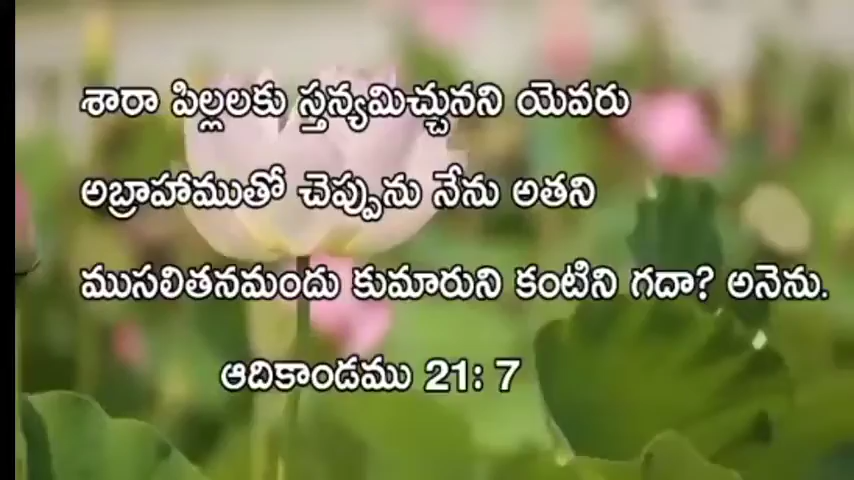 శారా పిల్లలకు స్తన్యమిచ్చునని యెవరు
అబ్రాహాముతో చెప్పును నేను అతని
ముసలితనమందు కుమారుని కంటిని గదా? అనెను.
ఆదికాండము 21: 7